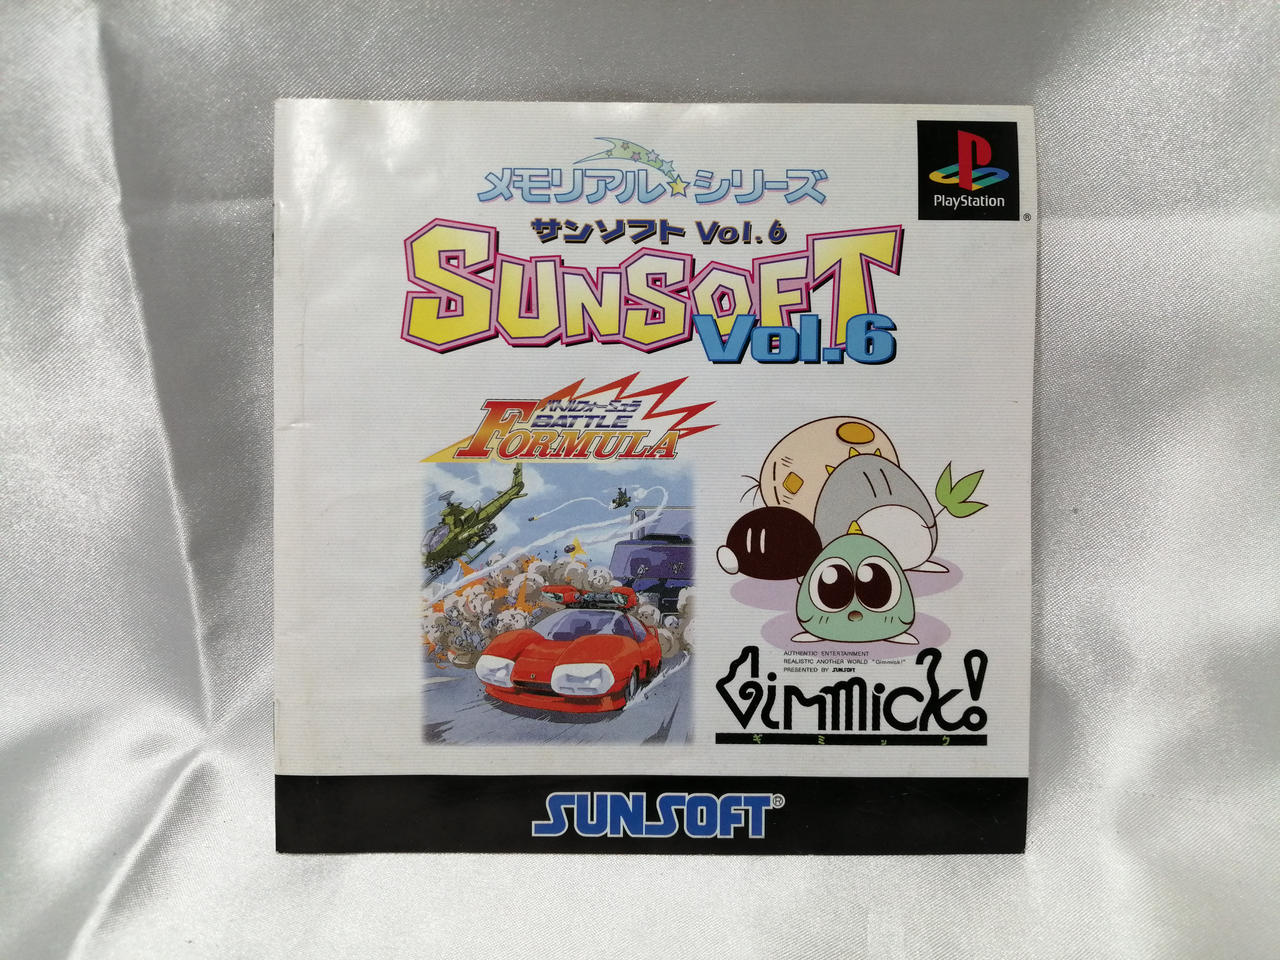 メモリアル☆シリーズ
PlayStation
®
サンソフト Vol.6
SUNSOFT
Vol.6
バトルフォーミュラ
BATTLE
FORMULA
AUTHENTIC ENTERTAINMENT
REALISTIC ANOTHER WORLD "Gimmick!"
PRESENTED BY SUNSOFT
Gimmick!
ギミック
SUNSOFT®